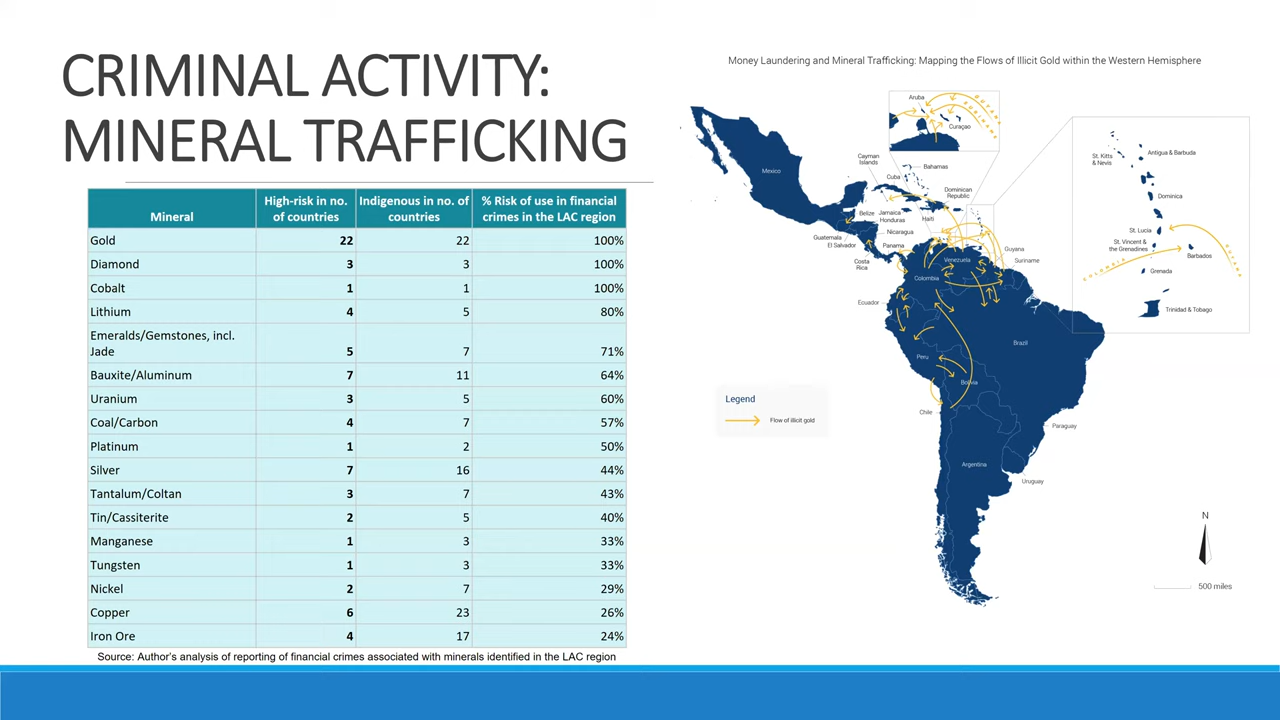 CRIMINAL ACTIVITY:
MINERAL TRAFFICKING
Mineral
High-risk in no.
of countries
Indigenous in no. of
countries
% Risk of use in financial
crimes in the LAC region
Gold 22 22 100%
Diamond 3 3 100%
Cobalt 1 1 100%
Lithium 4 5 80%
Emeralds/Gemstones, incl.
Jade 5 7 71%
Bauxite/Aluminum 7 11 64%
Uranium 3 5 60%
Coal/Carbon 4 7 57%
Platinum 1 2 50%
Silver 7 16 44%
Tantalum/Coltan 3 7 43%
Tin/Cassiterite 2 5 40%
Manganese 1 3 33%
Tungsten 1 3 33%
Nickel 2 7 29%
Copper 6 23 26%
Iron Ore 4 17 24%
Source: Author's analysis of reporting of financial crimes associated with minerals identified in the LAC region
Money Laundering and Mineral Trafficking: Mapping the Flows of Illicit Gold within the Western Hemisphere
Aruba
GUYANA
SURINAME
Curaçao
Mexico
Cayman
Islands
Bahamas
Cuba
Dominican
Republic
Belize
Jamaica
Haiti
Honduras
Nicaragua
Guatemala
El Salvador
Panama
Costa
Rica
Venezuela
Guyana
Suriname
Colombia
Ecuador
Brazil
Peru
Bolivia
Chile
Paraguay
Argentina
Uruguay
St. Kitts
& Nevis
Antigua & Barbuda
Dominica
St. Lucia
St. Vincent &
the Grenadines
Barbados
COLOMBIA
GUYANA
Grenada
Trinidad & Tobago
Legend
Flow of illicit gold
N
500 miles